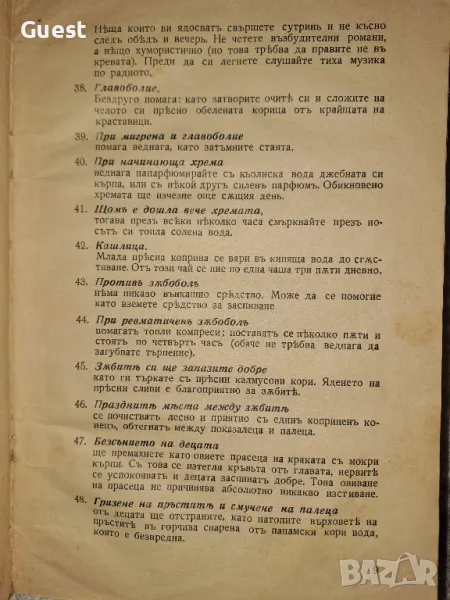 Guest
Нѣща които ви ядосват свършете сутринь и не късно
следъ обѣдъ и вечерь. Не четете възбудителни романи,
а нѣщо хумористично (но това трѣбва да правите не въ
кревата). Преди да си легнете слушайте тиха музика
по радиото.
38. Главоболие.
Бездруго помага: като затворите очитѣ си и сложите на
челото си прѣсно обелената корица отъ крайщата на
краставици.
39. При мигрена и главоболие
помага веднага, като затъмните стаята.
40. При начинающа хрема
веднага напарфюмирайте съ кьолнска вода джебната си
кърпа, или съ нѣкой другъ силенъ парфюмъ. Обикновено
хремата ще изчезне още сѫщия день.
41. Щомъ е дошла вече хремата,
тогава презъ всѣки нѣколко часа смърквайте презъ но-
сътъ си топла солена вода.
42. Кашлица.
Млада прѣсна коприна се вари въ кипяща вода до сгѫс-
тяване. Отъ този чай се пие по една чаша три пѫти дневно.
43. Противъ зѫбоболъ
нѣма никакво външно срѣдство. Може да се помогне
като вземете срѣдство за заспиване
44. При ревматиченъ зѫбоболъ
помагатъ топли компреси; поставятъ се нѣколко пѫти и
стоятъ по четвъртъ часъ (обаче не трѣбва веднага да
загубвате търпение).
45. Зѫбитѣ си ще запазите добре
като ги търкате съ прѣсни калмусови кори. Яденето на
прѣсни сливи е благоприятно за зѫбитѣ.
46. Празднитѣ мѣста между зѫбитѣ
се почистватъ лесно и приятно съ единъ копринен ко-
нецъ, обтегнатъ между показалеца и палеца.
47. Безсънието на децата
ще премахнете като овиете прасеца на краката съ мокри
кърпи. Съ това се изтегля кръвьта отъ главата, нервитѣ
се успокояватъ и децата заспиватъ добре. Това овиване
на прасеца не причинява абсолютно никакво изстиване.
48. Гризене на пръститѣ и смучене на палеца
отъ децата ще отстраните, като натопите върховетѣ на
пръститѣ въ горчива сварена отъ панамски кори вода,
която е безвредна.
БАЗАР